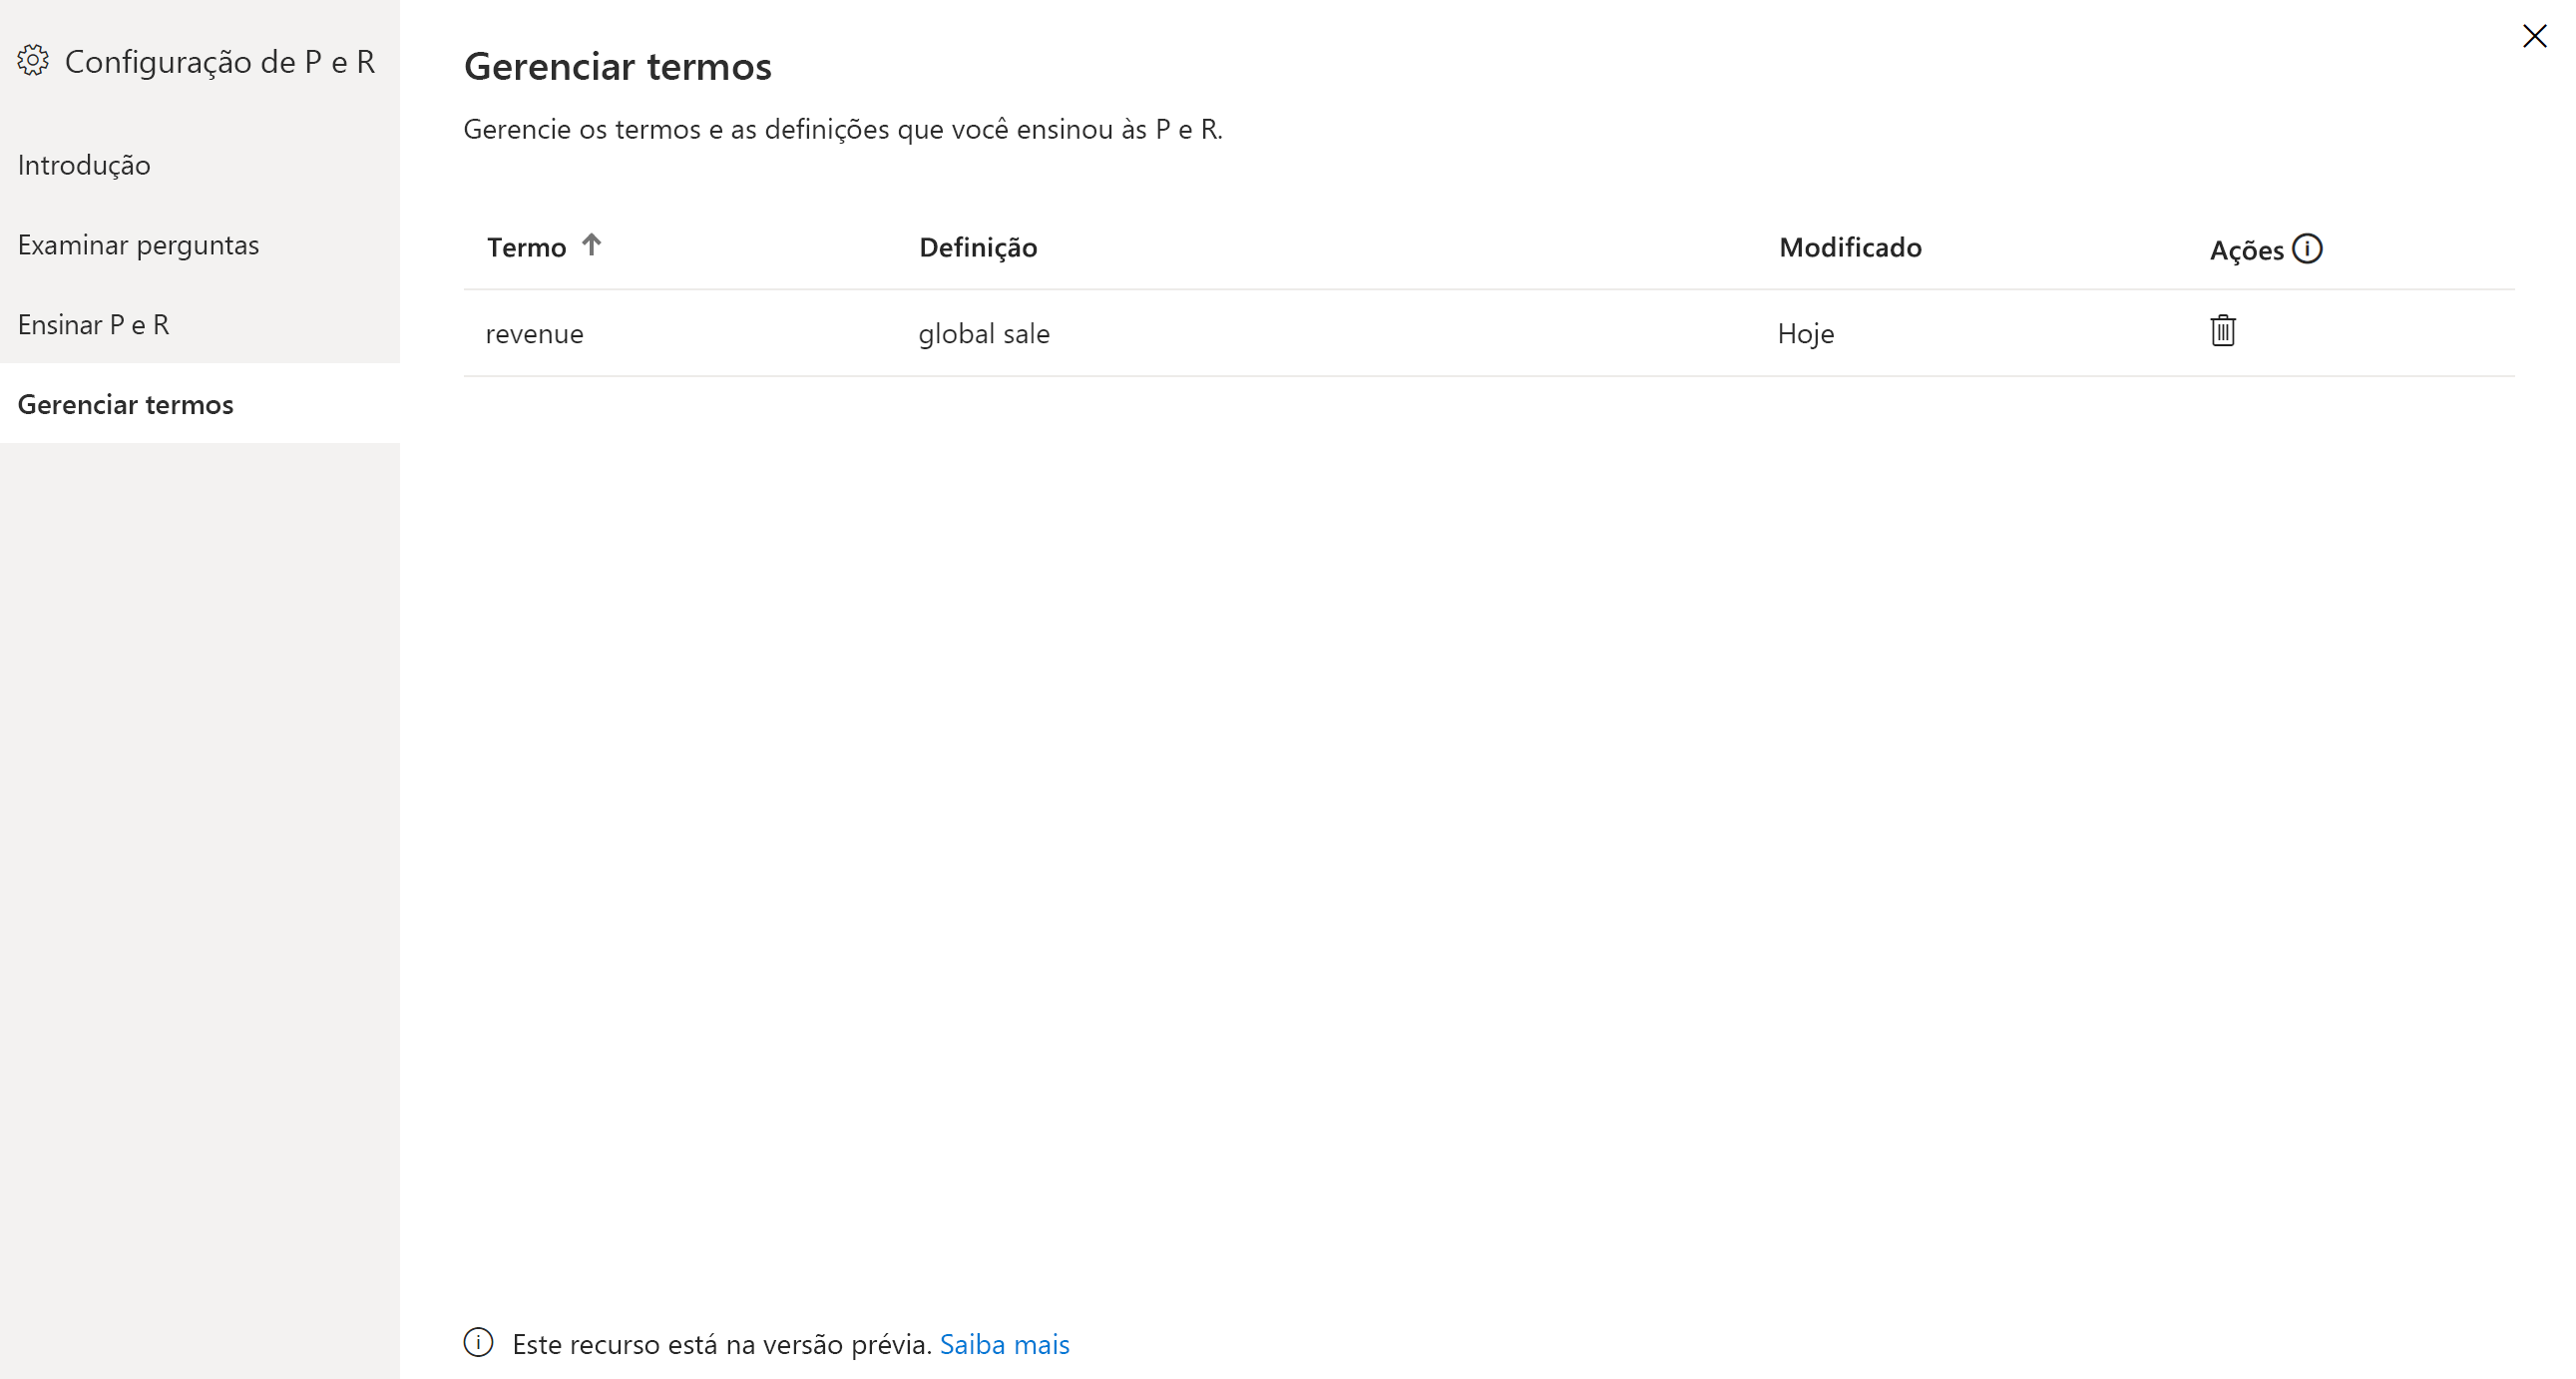 Configuração de P e R
Introdução
Examinar perguntas
Ensinar P e R
Gerenciar termos
Gerenciar termos
Gerencie os termos e as definições que você ensinou às P e R.
Termo Definição Modificado Ações
revenue global sale Hoje
Este recurso está na versão prévia. Saiba mais